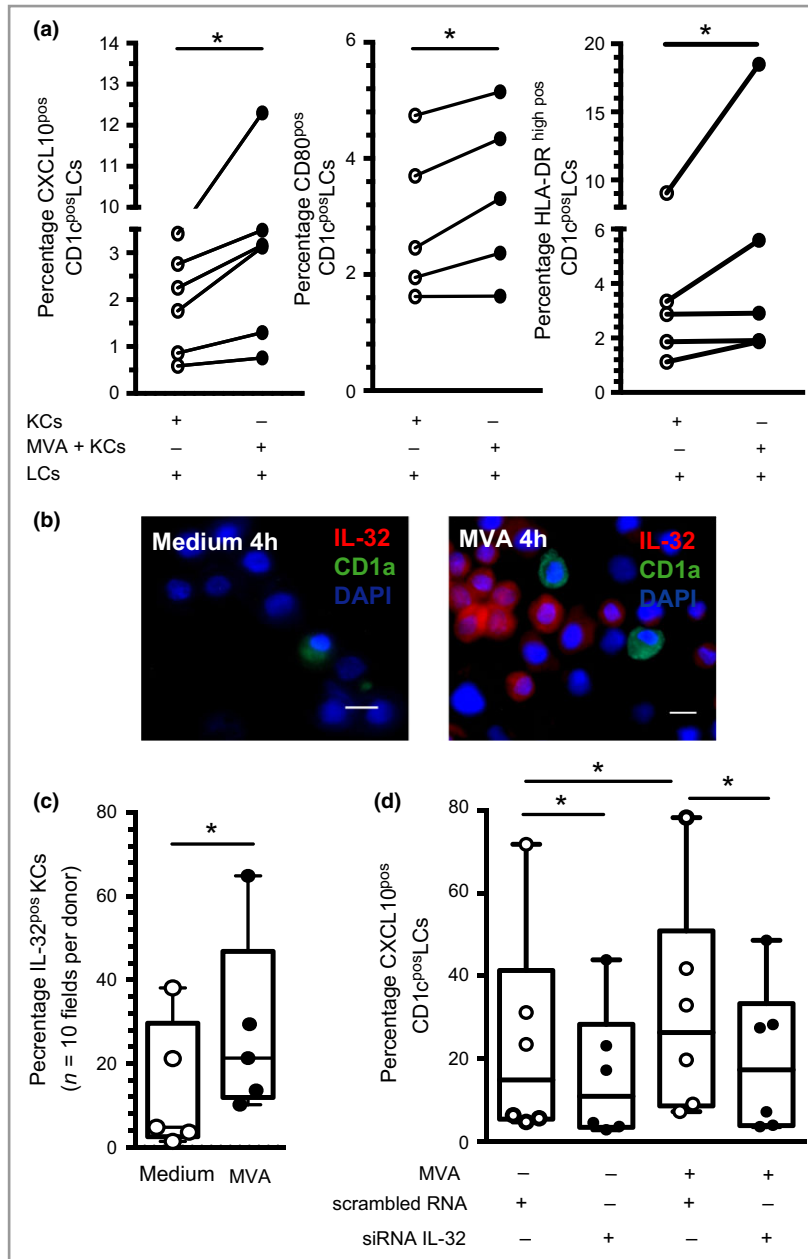 (a)
*
*
*
Percentage CXCL10pos
CD1cposLCs
14
13
12
11
10
3
2
1
0
Percentage CD80pos
CD1cposLCs
6
4
2
0
Percentage HLA-DR high pos
CD1cposLCs
20
15
10
6
4
2
0
KCs + – + – + –
MVA + KCs – + – + – +
LCs + + + + + +
(b)
Medium 4h
IL-32
CD1a
DAPI
MVA 4h
IL-32
CD1a
DAPI
(c)
*
Pecrentage IL-32pos KCs
(n = 10 fields per donor)
80
60
40
20
0
Medium
MVA
(d)
*
*
*
Percentage CXCL10pos
CD1cposLCs
80
60
40
20
0
MVA – – + +
scrambled RNA + – + –
siRNA IL-32 – + – +